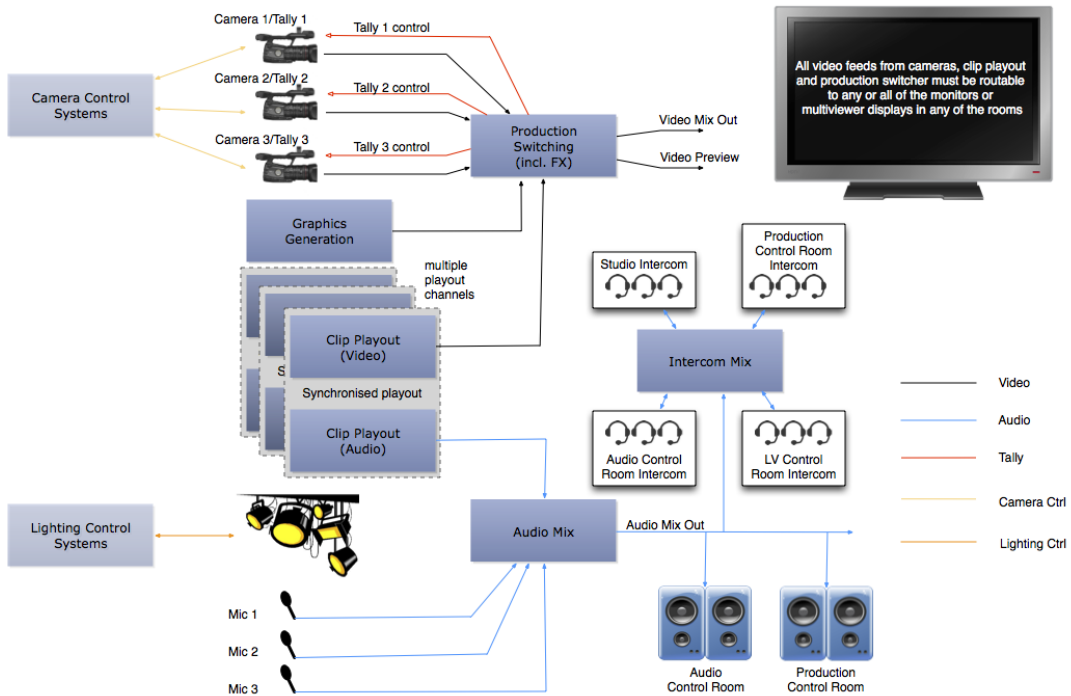 Camera 1/Tally 1
Tally 1 control
Camera Control
Systems
Camera 2/Tally 2
Tally 2 control
Camera 3/Tally 3
Tally 3 control
Production
Switching
(incl. FX)
Video Mix Out
Video Preview
All video feeds from cameras, clip playout
and production switcher must be routable
to any or all of the monitors or
multiviewer displays in any of the rooms
Graphics
Generation
multiple
playout
channels
Clip Playout
(Video)
S
Synchronised playout
Clip Playout
(Audio)
Studio Intercom
Production
Control Room
Intercom
Intercom Mix
Audio Control
Room Intercom
LV Control
Room Intercom
Video
Audio
Tally
Camera Ctrl
Lighting Ctrl
Lighting Control
Systems
Audio Mix
Audio Mix Out
Mic 1
Mic 2
Mic 3
Audio
Control Room
Production
Control Room